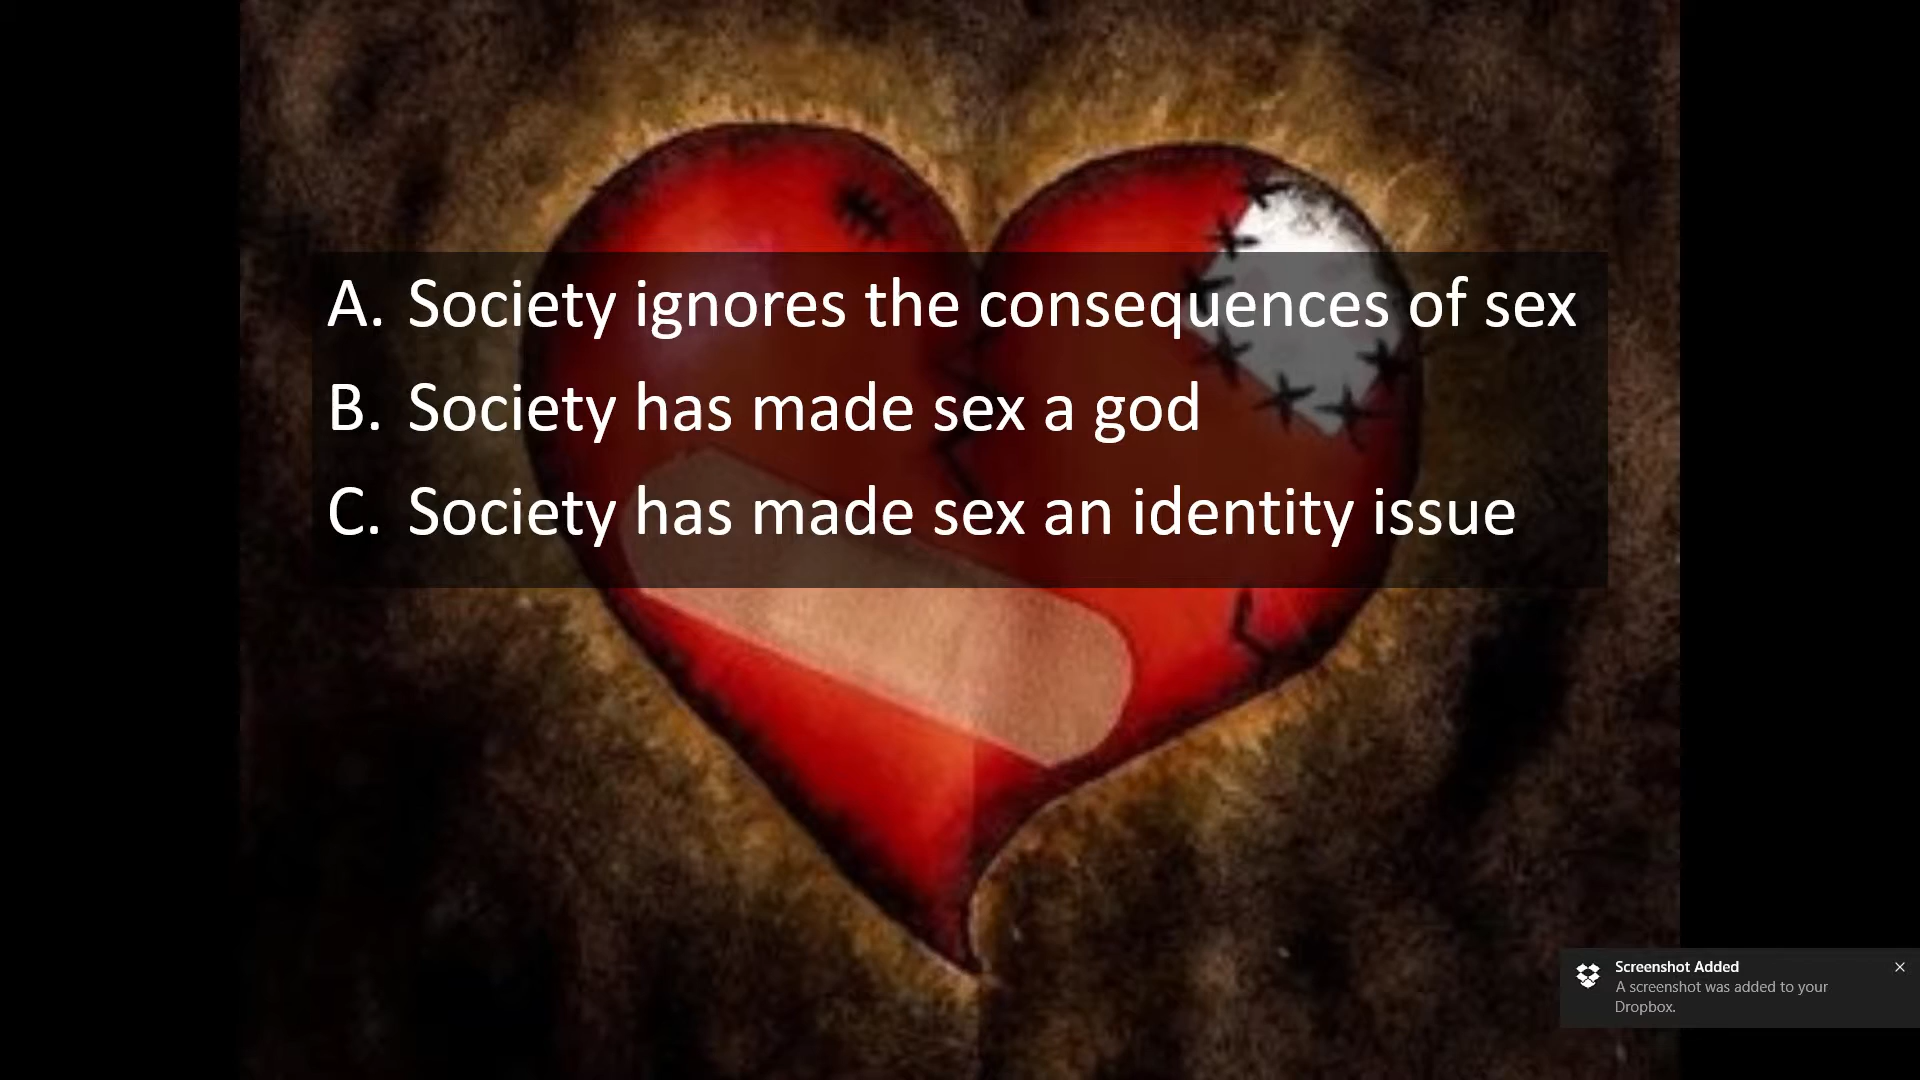 A. Society ignores the consequences of sex
B. Society has made sex a god
C. Society has made sex an identity issue
Screenshot Added
A screenshot was added to your
Dropbox.